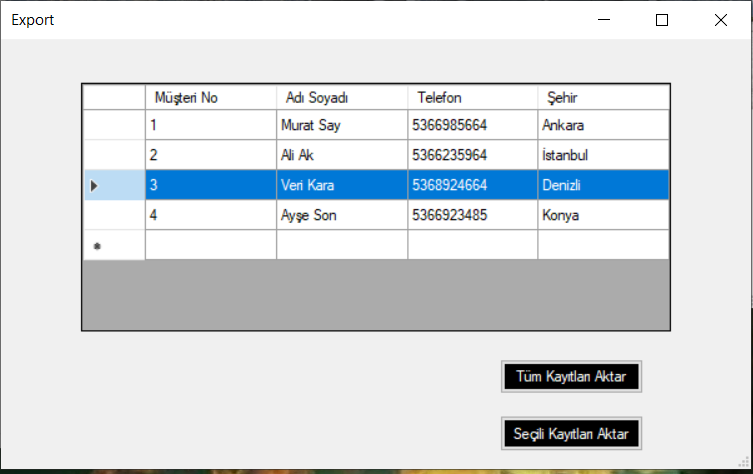 Export
Müşteri No Adı Soyadı Telefon Şehir
1 Murat Say 5366985664 Ankara
2 Ali Ak 5366235964 İstanbul
3 Veri Kara 5368924664 Denizli
4 Ayşe Son 5366923485 Konya
Tüm Kayıtları Aktar
Seçili Kayıtları Aktar